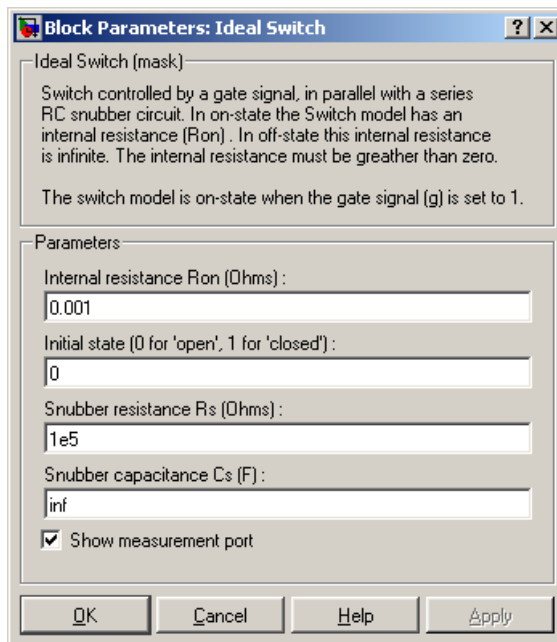 Block Parameters: Ideal Switch
Ideal Switch (mask)
Switch controlled by a gate signal, in parallel with a series
RC snubber circuit. In on-state the Switch model has an
internal resistance (Ron) . In off-state this internal resistance
is infinite. The internal resistance must be greather than zero.
The switch model is on-state when the gate signal (g) is set to 1.
Parameters
Internal resistance Ron (Ohms) :
0.001
Initial state (0 for 'open', 1 for 'closed') :
0
Snubber resistance Rs (Ohms) :
1e5
Snubber capacitance Cs (F) :
inf
Show measurement port
OK Cancel Help Apply